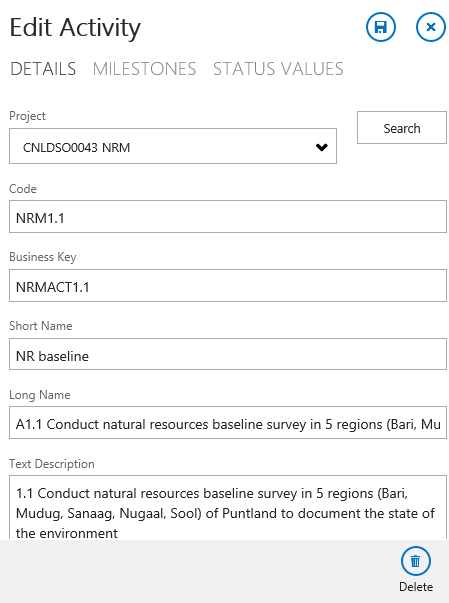 Edit Activity
DETAILS MILESTONES STATUS VALUES
Project
CNLDSO0043 NRM
Search
Code
NRM1.1
Business Key
NRMACT1.1
Short Name
NR baseline
Long Name
A1.1 Conduct natural resources baseline survey in 5 regions (Bari, Mu
Text Description
1.1 Conduct natural resources baseline survey in 5 regions (Bari,
Mudug, Sanaag, Nugaal, Sool) of Puntland to document the state of
the environment
Delete